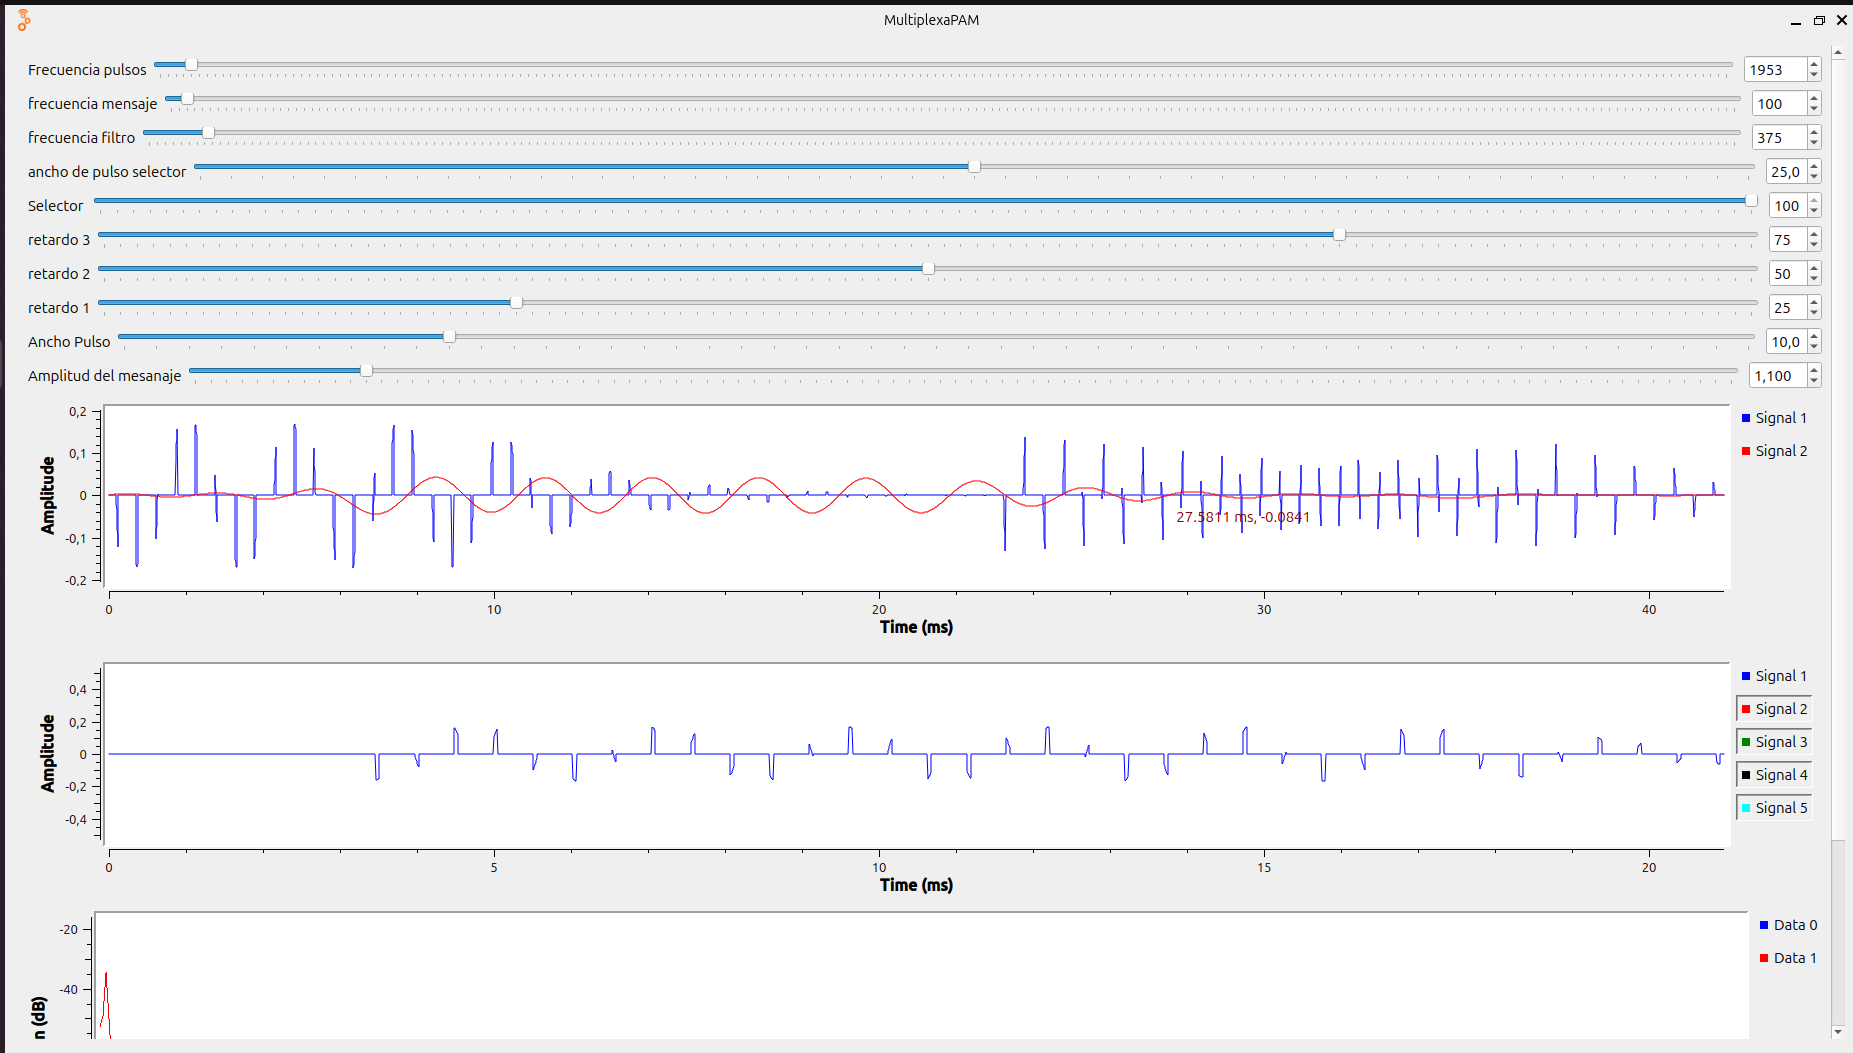 MultiplexaPAM
Frecuencia pulsos 1953
frecuencia mensaje 100
frecuencia filtro 375
ancho de pulso selector 25,0
Selector 100
retardo 3 75
retardo 2 50
retardo 1 25
Ancho Pulso 10,0
Amplitud del mesanaje 1,100
Amplitude
0,2
0,1
0
-0,1
-0,2
27.5811 ms, -0.0841
Signal 1
Signal 2
0 10 20 30 40
Time (ms)
Amplitude
0,4
0,2
0
-0,2
-0,4
Signal 1
Signal 2
Signal 3
Signal 4
Signal 5
0 5 10 15 20
Time (ms)
n (dB)
-20
-40
Data 0
Data 1